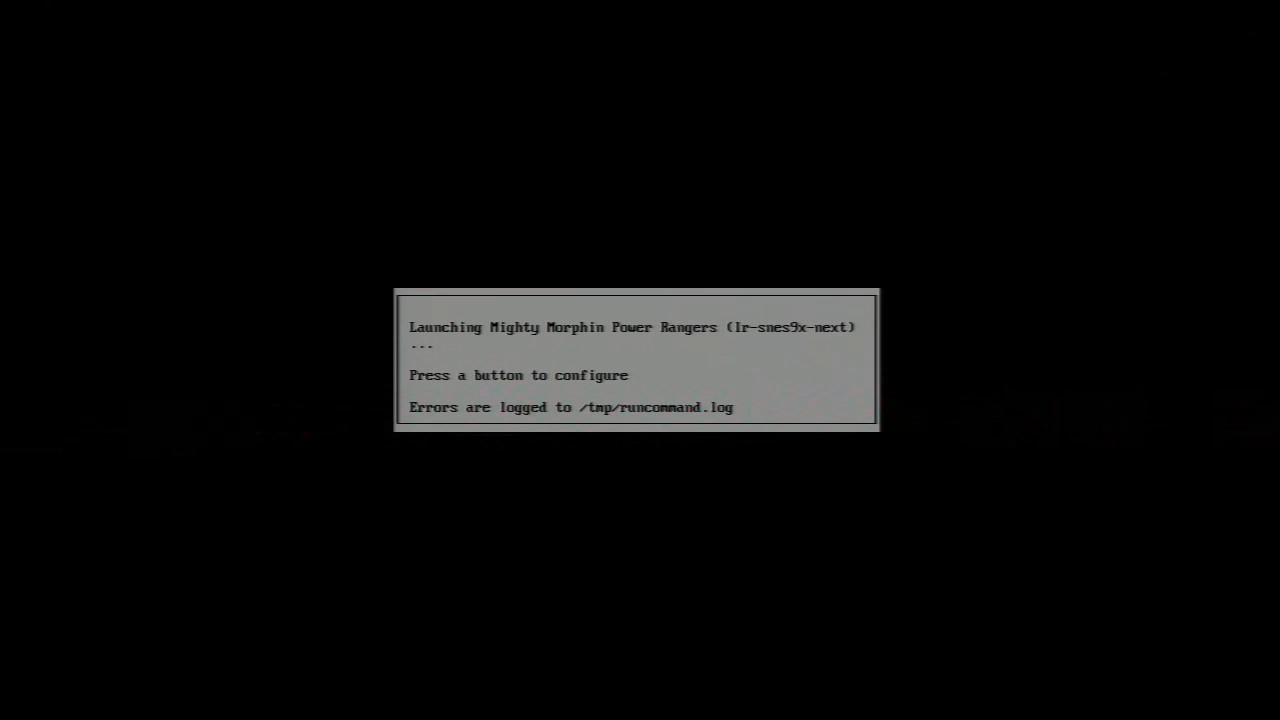 Launching Mighty Morphin Power Rangers (lr-snes9x-next)
...
Press a button to configure
Errors are logged to /tmp/runcommand.log